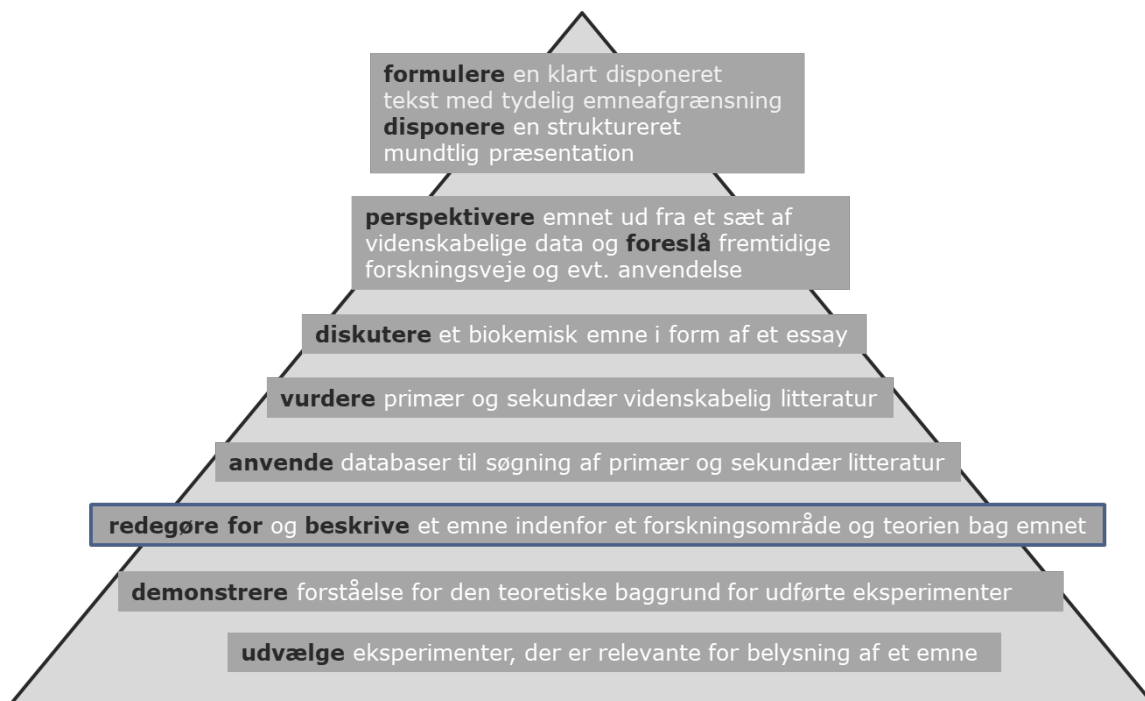 formulere en klart disponeret
tekst med tydelig emneafgrænsning
disponere en struktureret
mundtlig præsentation
perspektivere emnet ud fra et sæt af
videnskabelige data og foreslå fremtidige
forskningsveje og evt. anvendelse
diskutere et biokemisk emne i form af et essay
vurdere primær og sekundær videnskabelig litteratur
anvende databaser til søgning af primær og sekundær litteratur
redegøre for og beskrive et emne indenfor et forskningsområde og teorien bag emnet
demonstrere forståelse for den teoretiske baggrund for udførte eksperimenter
udvælge eksperimenter, der er relevante for belysning af et emne